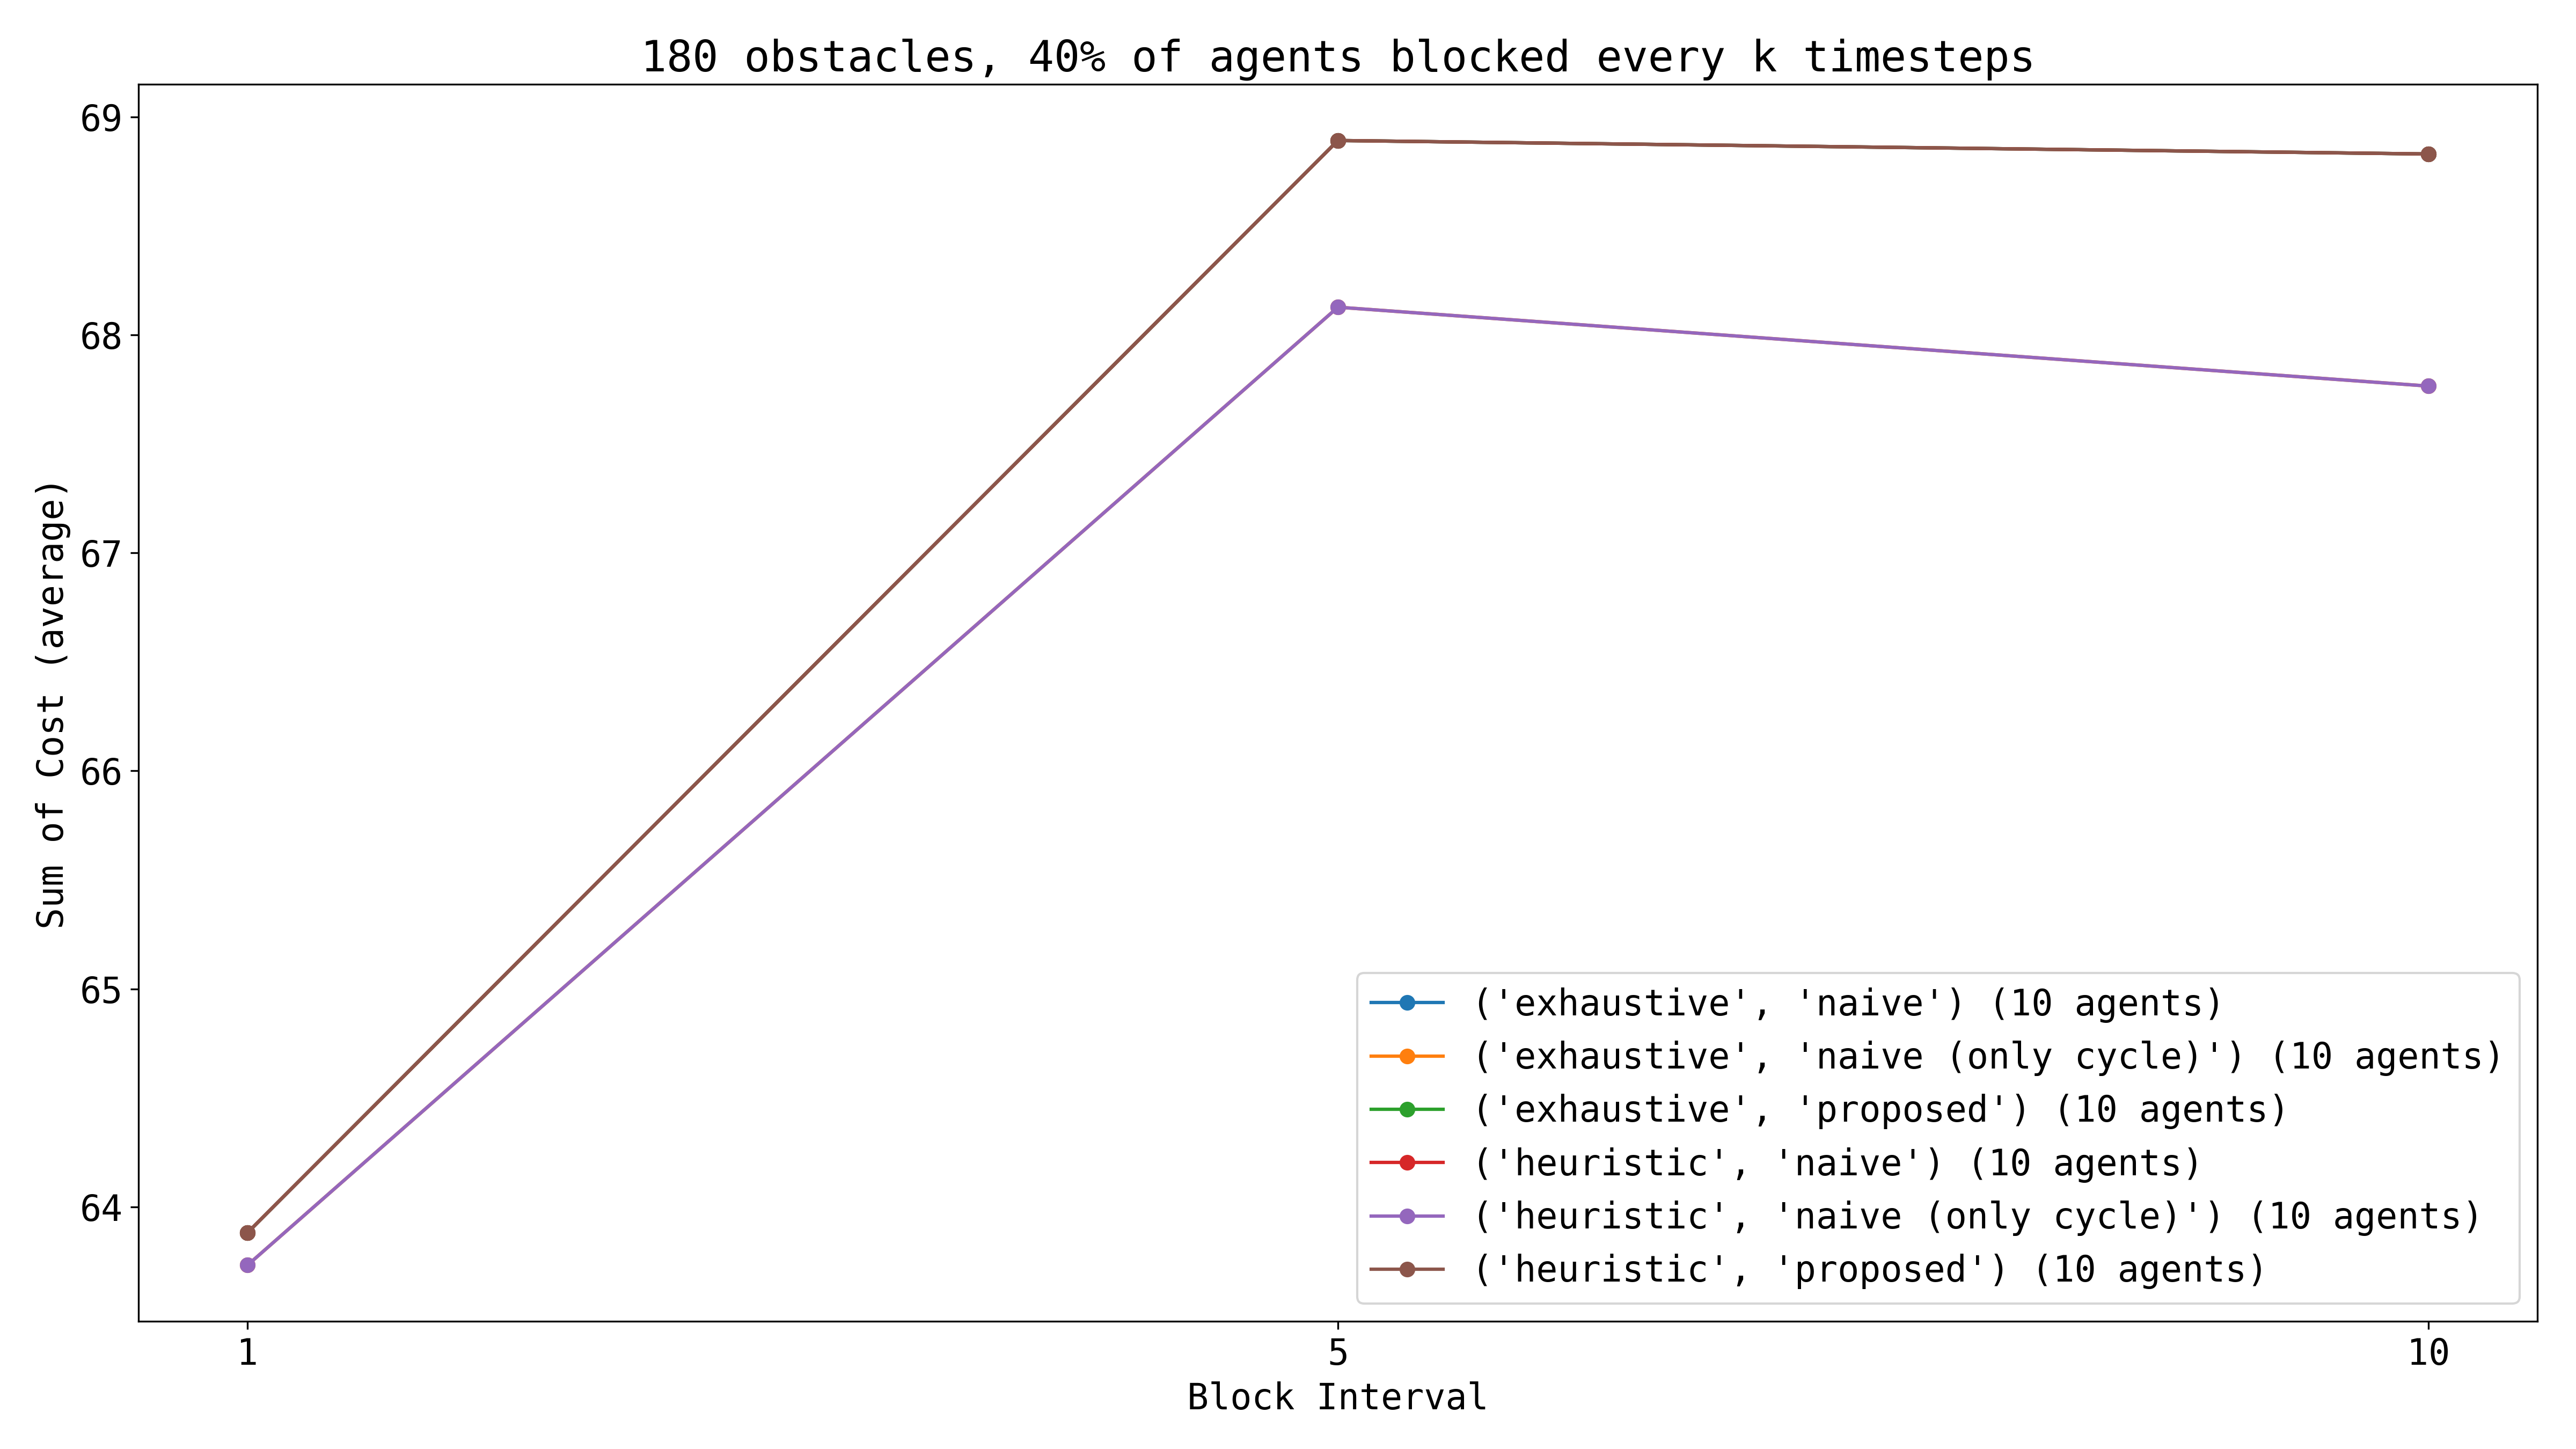 180 obstacles, 40% of agents blocked every k timesteps
69
68
67
66
65
64
Sum of Cost (average)
('exhaustive', 'naive') (10 agents)
('exhaustive', 'naive (only cycle)') (10 agents)
('exhaustive', 'proposed') (10 agents)
('heuristic', 'naive') (10 agents)
('heuristic', 'naive (only cycle)') (10 agents)
('heuristic', 'proposed') (10 agents)
1 5 10
Block Interval